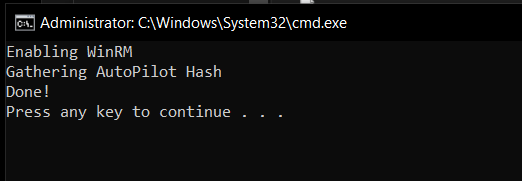 Administrator: C:\Windows\System32\cmd.exe
Enabling WinRM
Gathering AutoPilot Hash
Done!
Press any key to continue . . .